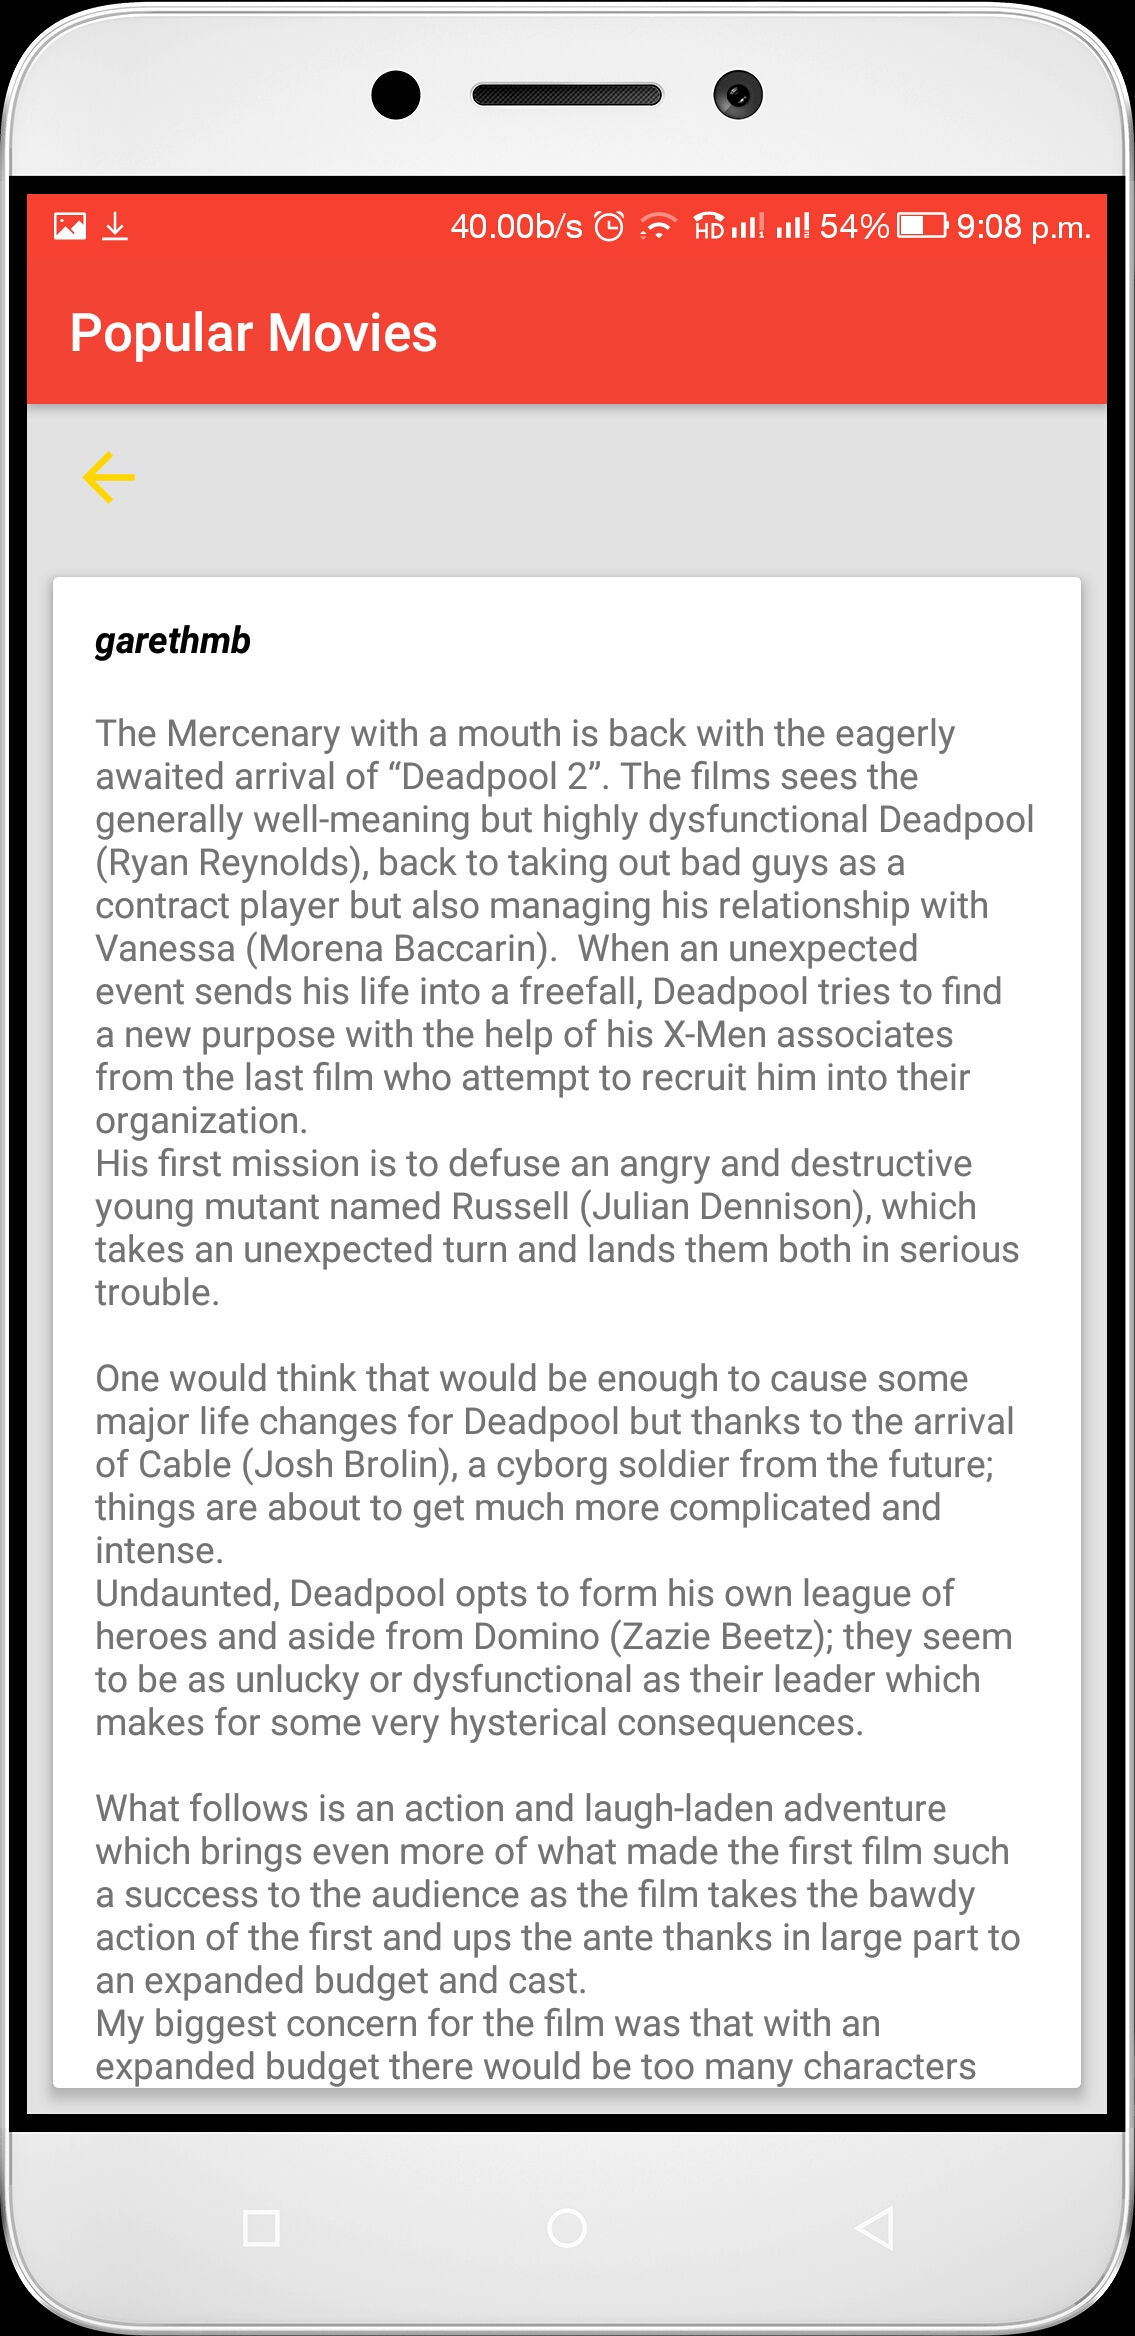 40.00b/s HD 54% 9:08 p.m.
Popular Movies
garethmb
The Mercenary with a mouth is back with the eagerly
awaited arrival of “Deadpool 2”. The films sees the
generally well-meaning but highly dysfunctional Deadpool
(Ryan Reynolds), back to taking out bad guys as a
contract player but also managing his relationship with
Vanessa (Morena Baccarin).  When an unexpected
event sends his life into a freefall, Deadpool tries to find
a new purpose with the help of his X-Men associates
from the last film who attempt to recruit him into their
organization.
His first mission is to defuse an angry and destructive
young mutant named Russell (Julian Dennison), which
takes an unexpected turn and lands them both in serious
trouble.
One would think that would be enough to cause some
major life changes for Deadpool but thanks to the arrival
of Cable (Josh Brolin), a cyborg soldier from the future;
things are about to get much more complicated and
intense.
Undaunted, Deadpool opts to form his own league of
heroes and aside from Domino (Zazie Beetz); they seem
to be as unlucky or dysfunctional as their leader which
makes for some very hysterical consequences.
What follows is an action and laugh-laden adventure
which brings even more of what made the first film such
a success to the audience as the film takes the bawdy
action of the first and ups the ante thanks in large part to
an expanded budget and cast.
My biggest concern for the film was that with an
expanded budget there would be too many characters